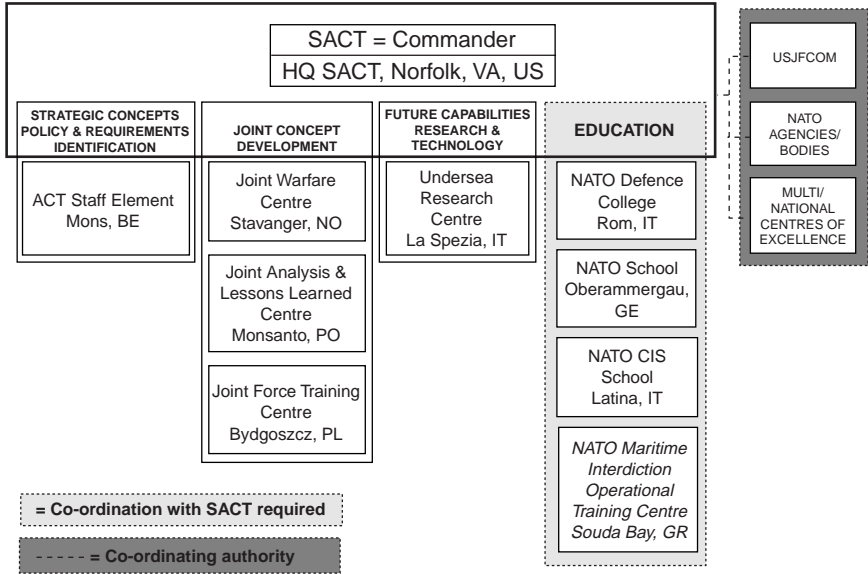 SACT = Commander
HQ SACT, Norfolk, VA, US
STRATEGIC CONCEPTS
POLICY & REQUIREMENTS
IDENTIFICATION
ACT Staff Element
Mons, BE
JOINT CONCEPT
DEVELOPMENT
Joint Warfare
Centre
Stavanger, NO
Joint Analysis &
Lessons Learned
Centre
Monsanto, PO
Joint Force Training
Centre
Bydgoszcz, PL
FUTURE CAPABILITIES
RESEARCH &
TECHNOLOGY
Undersea
Research
Centre
La Spezia, IT
EDUCATION
NATO Defence
College
Rom, IT
NATO School
Oberammergau,
GE
NATO CIS
School
Latina, IT
NATO Maritime
Interdiction
Operational
Training Centre
Souda Bay, GR
USJFCOM
NATO
AGENCIES/
BODIES
MULTI/
NATIONAL
CENTRES OF
EXCELLENCE
= Co-ordination with SACT required
- - - - - = Co-ordinating authority